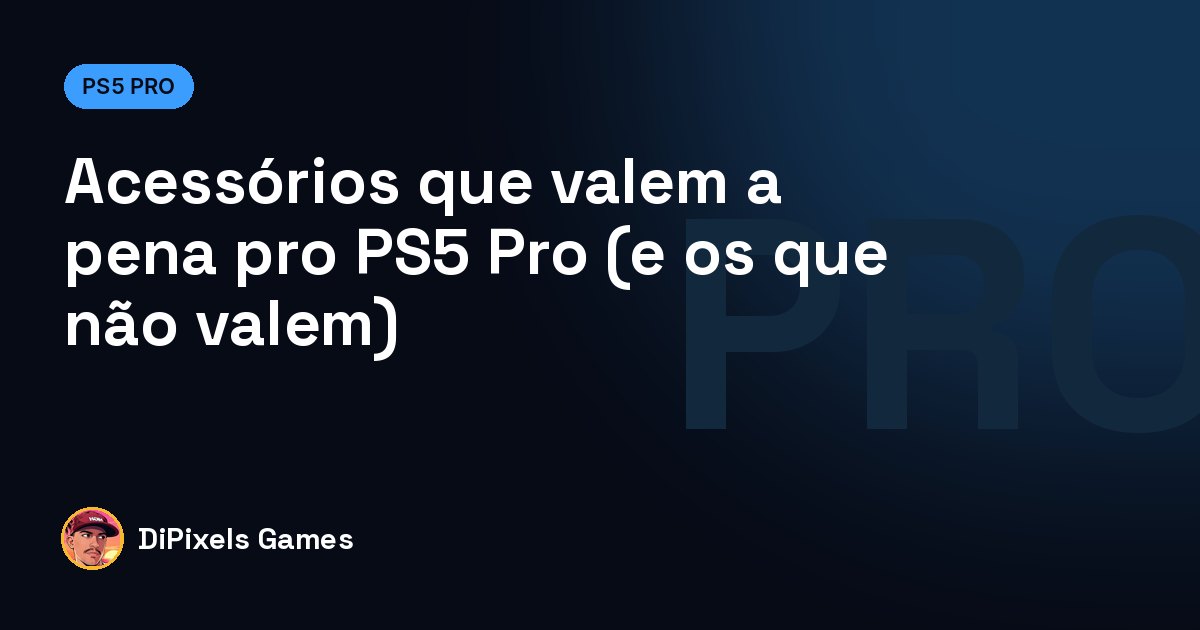 PS5 PRO
Acessórios que valem a
pena pro PS5 Pro (e os que
não valem)
PRO
DiPixels Games